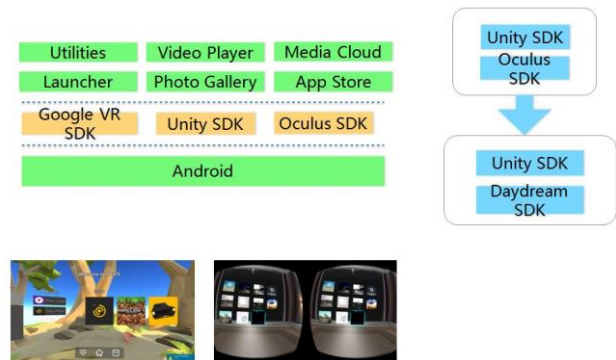 Utilities
Video Player
Media Cloud
Launcher
Photo Gallery
App Store
Google VR
SDK
Unity SDK
Oculus SDK
Android
Unity SDK
Oculus
SDK
Unity SDK
Daydream
SDK